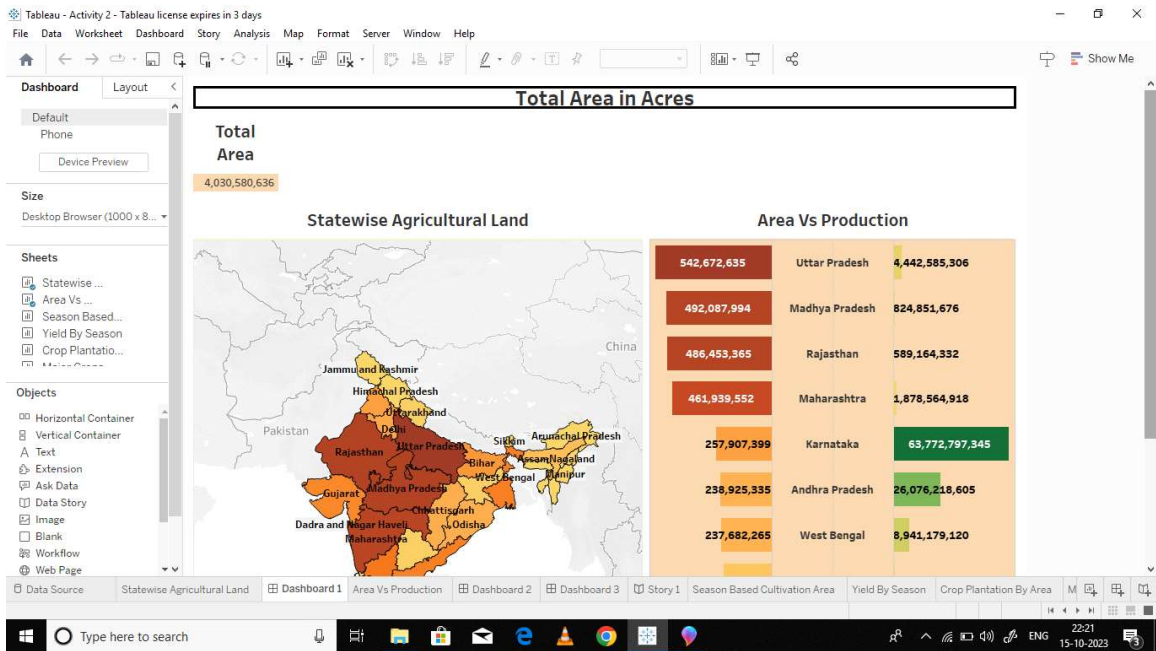 Tableau - Activity 2 - Tableau license expires in 3 days
File Data Worksheet Dashboard Story Analysis Map Format Server Window Help
Show Me
Dashboard Layout
Default
Phone
Device Preview
Size
Desktop Browser (1000 x 8...
Sheets
Statewise ...
Area Vs ...
Season Based...
Yield By Season
Crop Plantatio...
Objects
Horizontal Container
Vertical Container
Text
Extension
Ask Data
Data Story
Image
Blank
Workflow
Web Page
Total Area in Acres
Total
Area
4,030,580,636
Statewise Agricultural Land
China
Pakistan
Jammu and Kashmir
Himachal Pradesh
Uttarakhand
Delhi
Rajasthan
Uttar Pradesh
Sikkim
Arunachal Pradesh
Assam Nagaland
Bihar
Manipur
West Bengal
Gujarat
Madhya Pradesh
Chhattisgarh
Dadra and Nagar Haveli
Odisha
Maharashtra
Area Vs Production
542,672,635 Uttar Pradesh 4,442,585,306
492,087,994 Madhya Pradesh 824,851,676
486,453,365 Rajasthan 589,164,332
461,939,552 Maharashtra 1,878,564,918
257,907,399 Karnataka 63,772,797,345
238,925,335 Andhra Pradesh 26,076,218,605
237,682,265 West Bengal 8,941,179,120
Data Source Statewise Agricultural Land Dashboard 1 Area Vs Production Dashboard 2 Dashboard 3 Story 1 Season Based Cultivation Area Yield By Season Crop Plantation By Area M
Type here to search
ENG
22:21
15-10-2023
3